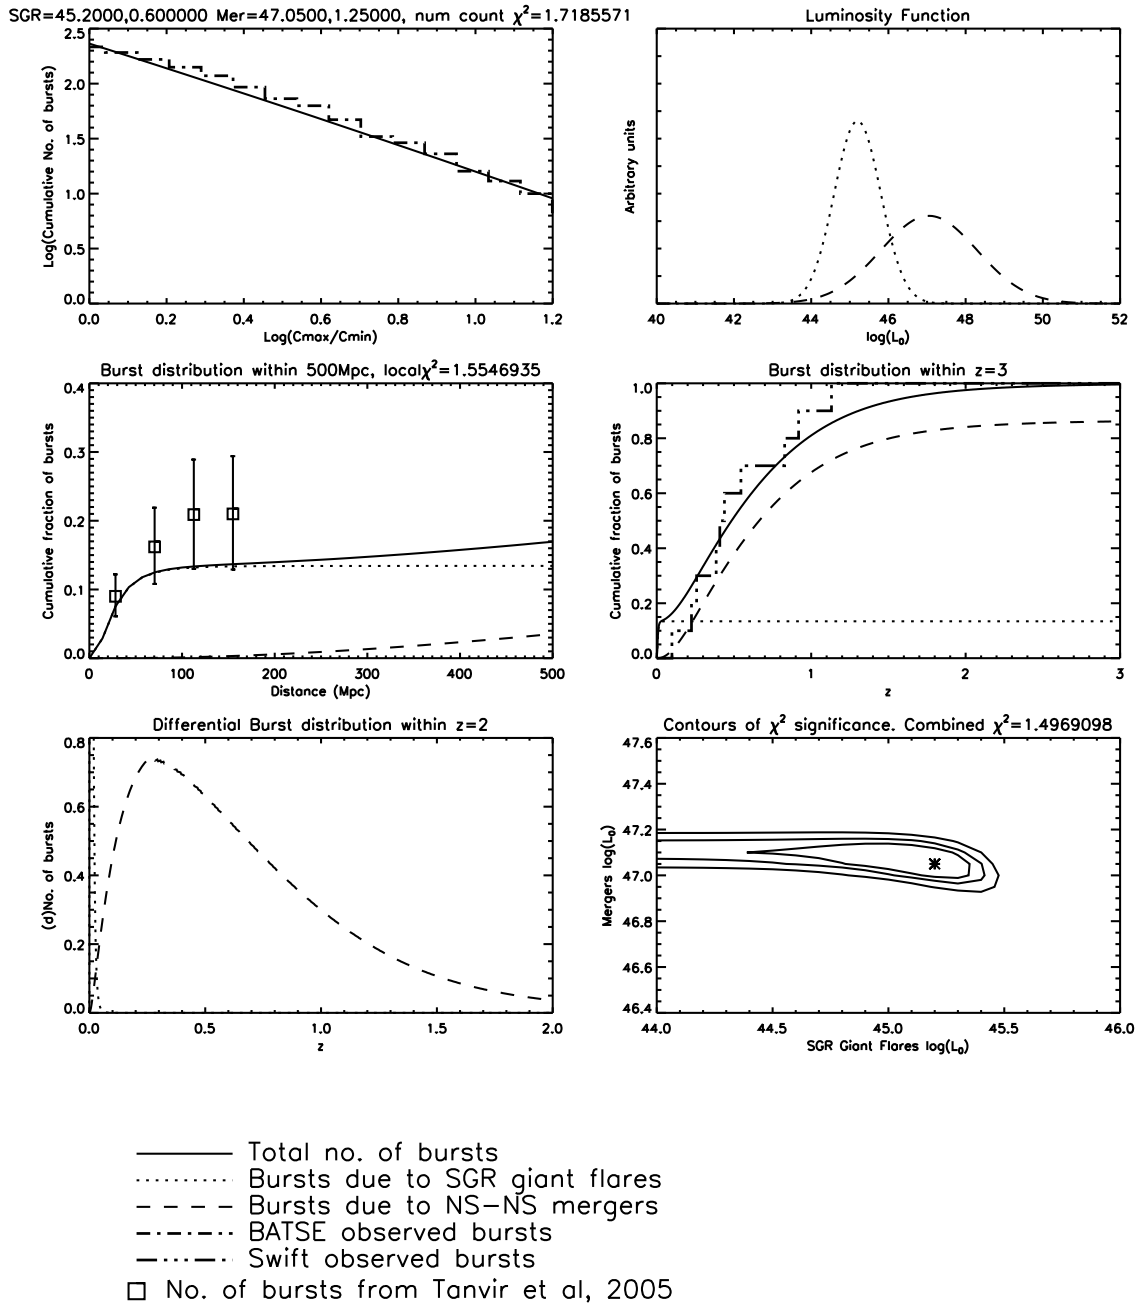 SGR=45.2000,0.600000 Mer=47.0500,1.25000, num count χ²=1.7185571
Log(Cumulative No. of bursts)
2.5
2.0
1.5
1.0
0.5
0.0
0.0 0.2 0.4 0.6 0.8 1.0 1.2
Log(Cmax/Cmin)
Luminosity Function
Arbitrary units
40 42 44 46 48 50 52
log(L₀)
Burst distribution within 500Mpc, localχ²=1.5546935
Cumulative fraction of bursts
0.4
0.3
0.2
0.1
0.0
0 100 200 300 400 500
Distance (Mpc)
Burst distribution within z=3
Cumulative fraction of bursts
1.0
0.8
0.6
0.4
0.2
0.0
0 1 2 3
z
Differential Burst distribution within z=2
(d)No. of bursts
0.8
0.6
0.4
0.2
0.0
0.0 0.5 1.0 1.5 2.0
z
Contours of χ² significance. Combined χ²=1.4969098
Mergers log(L₀)
47.6
47.4
47.2
47.0
46.8
46.6
46.4
44.0 44.5 45.0 45.5 46.0
SGR Giant Flares log(L₀)
Total no. of bursts
Bursts due to SGR giant flares
Bursts due to NS-NS mergers
BATSE observed bursts
Swift observed bursts
No. of bursts from Tanvir et al, 2005